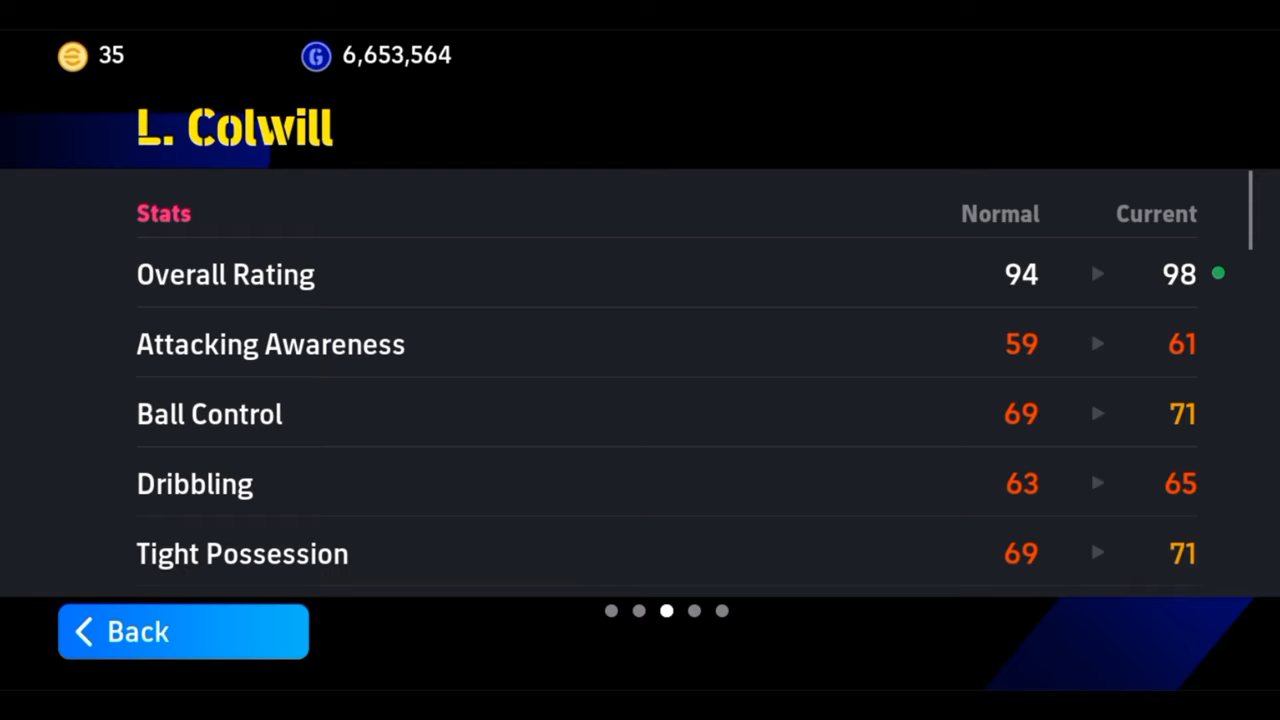 35 6,653,564
L. Colwill
Stats Normal Current
Overall Rating 94 98
Attacking Awareness 59 61
Ball Control 69 71
Dribbling 63 65
Tight Possession 69 71
Back